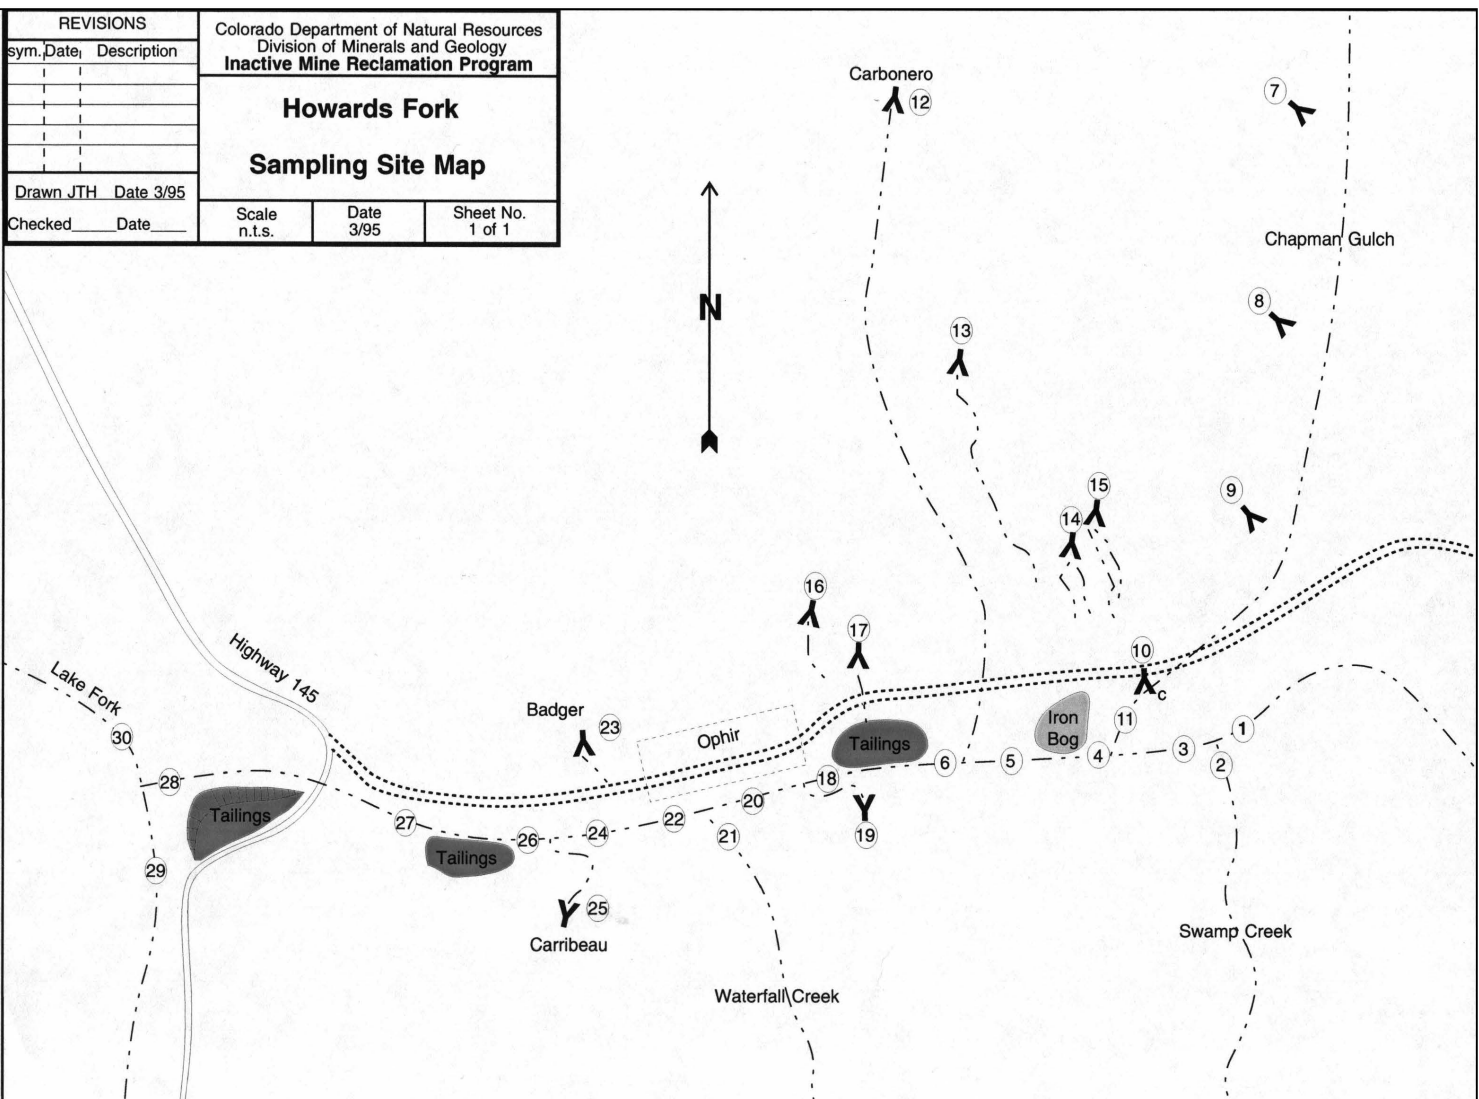 REVISIONS
sym. Date Description
Drawn JTH Date 3/95
Checked_____Date____
Colorado Department of Natural Resources
Division of Minerals and Geology
Inactive Mine Reclamation Program
Howards Fork
Sampling Site Map
Scale
n.t.s.
Date
3/95
Sheet No.
1 of 1
Carbonero
12
7
Chapman Gulch
N
8
13
15
9
14
16
17
10
c
Highway 145
Lake Fork
Badger
23
Ophir
Tailings
Iron
Bog
11
1
30
3
2
4
5
6
28
18
20
19
Tailings
27
22
21
24
26
Tailings
29
25
Carribeau
Swamp Creek
Waterfall Creek